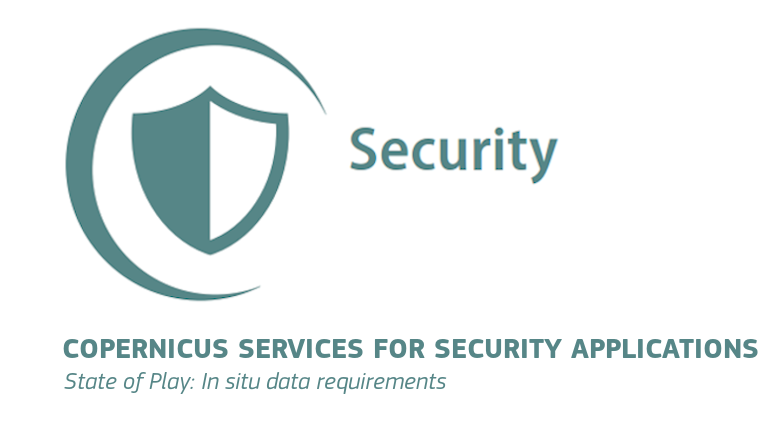 Security
COPERNICUS SERVICES FOR SECURITY APPLICATIONS
State of Play: In situ data requirements